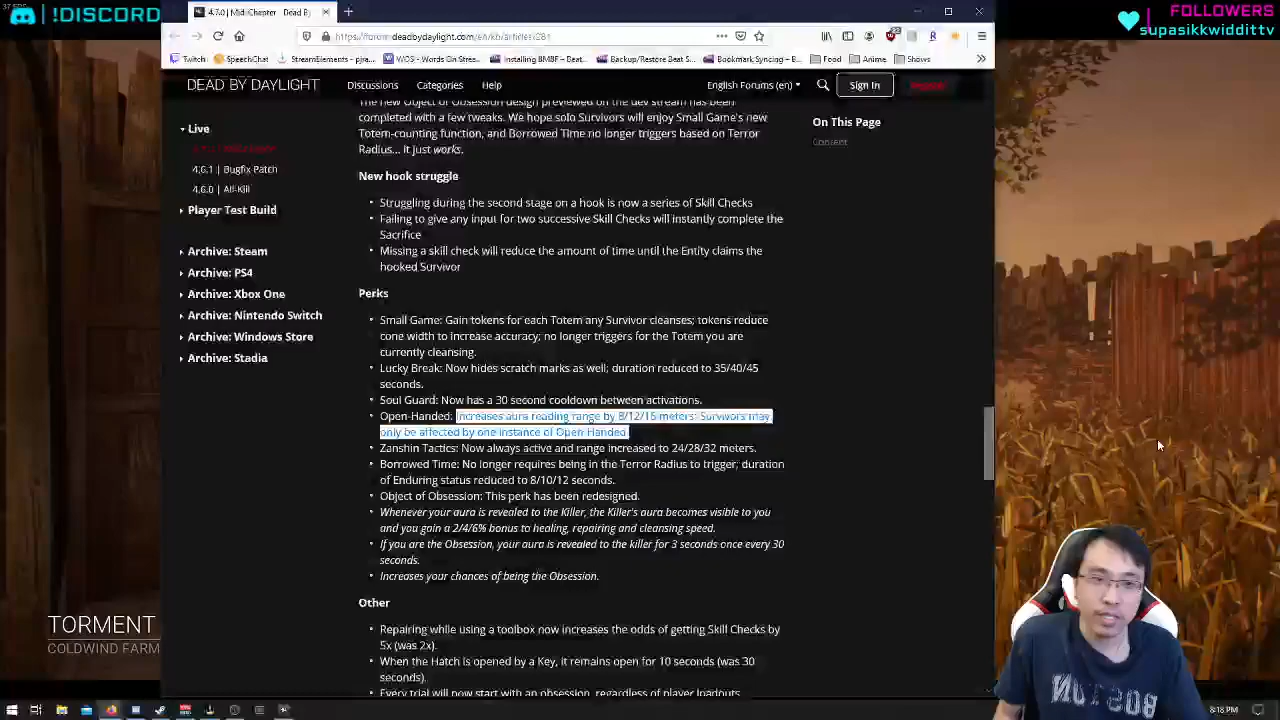 !DISCORD
FOLLOWERS
supasikkwiddittv
DEAD BY DAYLIGHT
Discussions
Categories
Help
English Forums (en)
Sign In
Register
Live
4.6.1 | Bugfix Patch
4.6.0 | All-Kill
Player Test Build
Archive: Steam
Archive: PS4
Archive: Xbox One
Archive: Nintendo Switch
Archive: Windows Store
Archive: Stadia
On This Page
The new Object of Obsession design previewed on the dev stream has been
completed with a few tweaks. We hope solo Survivors will enjoy Small Game's new
Totem-counting function, and Borrowed Time no longer triggers based on Terror
Radius... it just works.
New hook struggle
• Struggling during the second stage on a hook is now a series of Skill Checks
• Failing to give any input for two successive Skill Checks will instantly complete the
Sacrifice
• Missing a skill check will reduce the amount of time until the Entity claims the
hooked Survivor
Perks
• Small Game: Gain tokens for each Totem any Survivor cleanses; tokens reduce
cone width to increase accuracy; no longer triggers for the Totem you are
currently cleansing.
• Lucky Break: Now hides scratch marks as well; duration reduced to 35/40/45
seconds.
• Soul Guard: Now has a 30 second cooldown between activations.
• Open-Handed: Increases aura reading range by 8/12/16 meters; Survivors may
only be affected by one instance of Open Handed.
• Zanshin Tactics: Now always active and range increased to 24/28/32 meters.
• Borrowed Time: No longer requires being in the Terror Radius to trigger; duration
of Enduring status reduced to 8/10/12 seconds.
• Object of Obsession: This perk has been redesigned.
• Whenever your aura is revealed to the Killer, the Killer's aura becomes visible to you
and you gain a 2/4/6% bonus to healing, repairing and cleansing speed.
• If you are the Obsession, your aura is revealed to the killer for 3 seconds once every 30
seconds.
• Increases your chances of being the Obsession.
Other
• Repairing while using a toolbox now increases the odds of getting Skill Checks by
5x (was 2x).
• When the Hatch is opened by a Key, it remains open for 10 seconds (was 30
seconds).
• Every trial will now start with an obsession, regardless of player loadouts.
TORMENT
COLDWIND FARM
8:18 PM